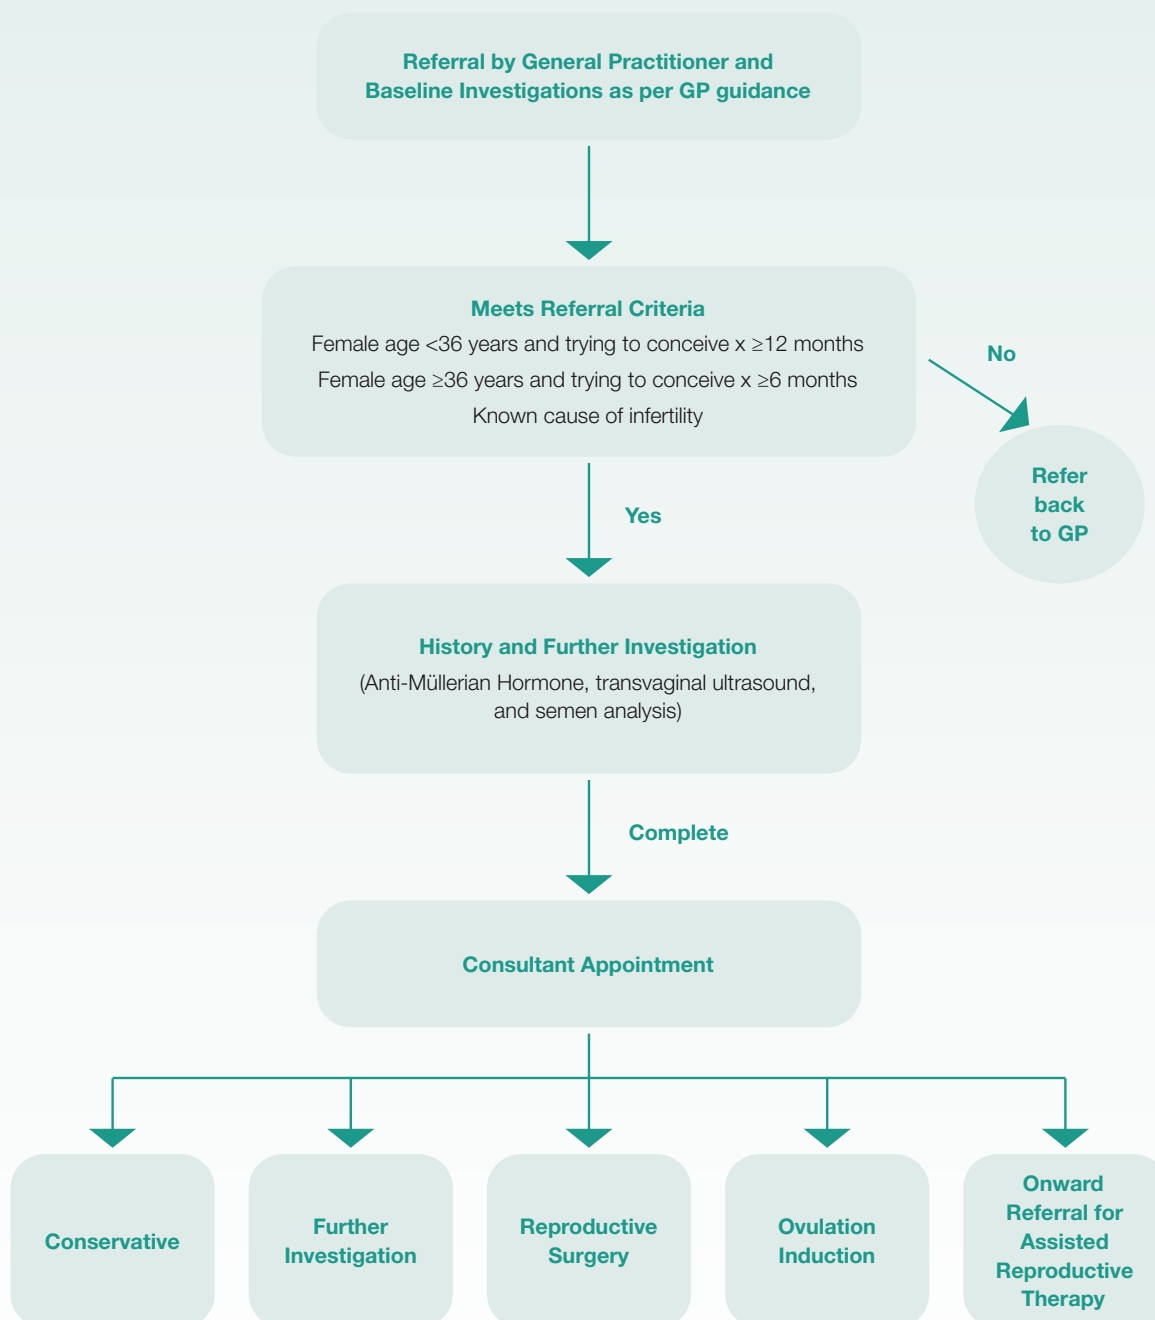 Referral by General Practitioner and
Baseline Investigations as per GP guidance
Meets Referral Criteria
Female age <36 years and trying to conceive x ≥12 months
Female age ≥36 years and trying to conceive x ≥6 months
Known cause of infertility
No
Refer
back
to GP
Yes
History and Further Investigation
(Anti-Müllerian Hormone, transvaginal ultrasound,
and semen analysis)
Complete
Consultant Appointment
Conservative
Further
Investigation
Reproductive
Surgery
Ovulation
Induction
Onward
Referral for
Assisted
Reproductive
Therapy